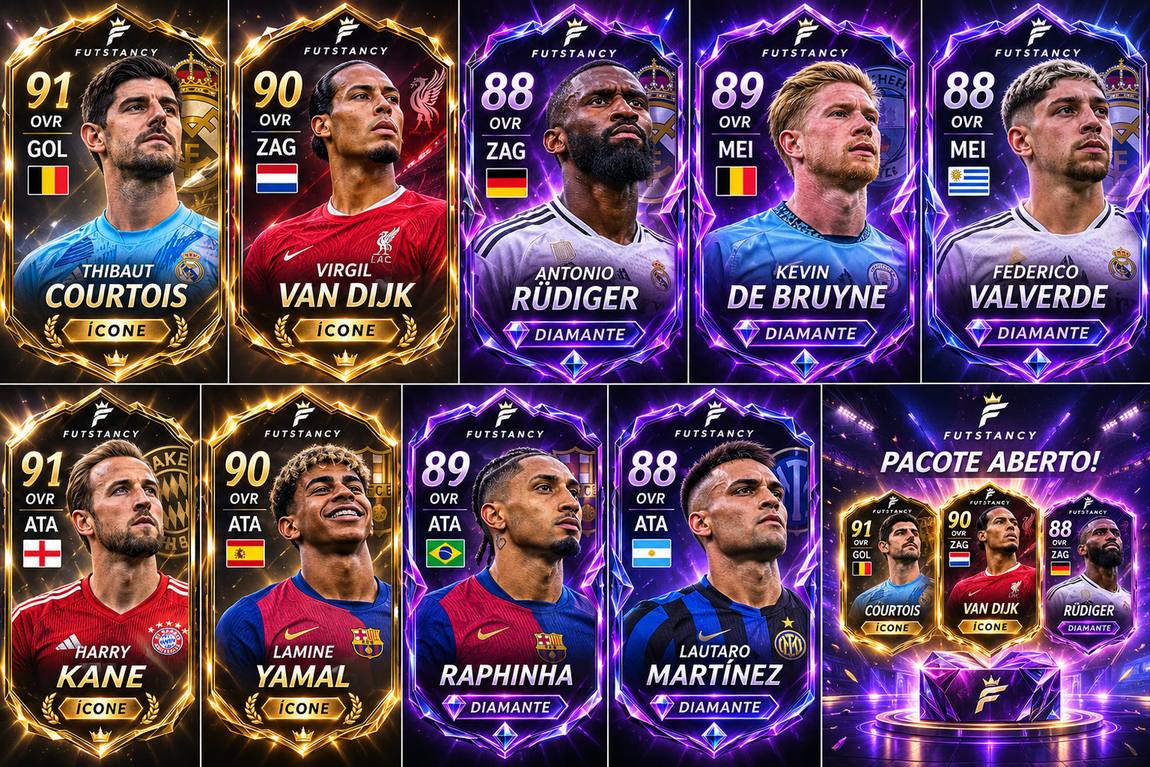 FUTSTANCY
91
OVR
GOL
THIBAUT
COURTOIS
ÍCONE
FUTSTANCY
90
OVR
ZAG
VIRGIL
VAN DIJK
ÍCONE
FUTSTANCY
88
OVR
ZAG
ANTONIO
RÜDIGER
DIAMANTE
FUTSTANCY
89
OVR
MEI
KEVIN
DE BRUYNE
DIAMANTE
FUTSTANCY
88
OVR
MEI
FEDERICO
VALVERDE
DIAMANTE
FUTSTANCY
91
OVR
ATA
HARRY
KANE
ÍCONE
FUTSTANCY
90
OVR
ATA
LAMINE
YAMAL
ÍCONE
FUTSTANCY
89
OVR
ATA
RAPHINHA
DIAMANTE
FUTSTANCY
88
OVR
ATA
LAUTARO
MARTÍNEZ
DIAMANTE
FUTSTANCY
PACOTE ABERTO!
FUTSTANCY
91
OVR
GOL
COURTOIS
ÍCONE
FUTSTANCY
90
OVR
ZAG
VAN DIJK
ÍCONE
FUTSTANCY
88
OVR
ZAG
RÜDIGER
DIAMANTE